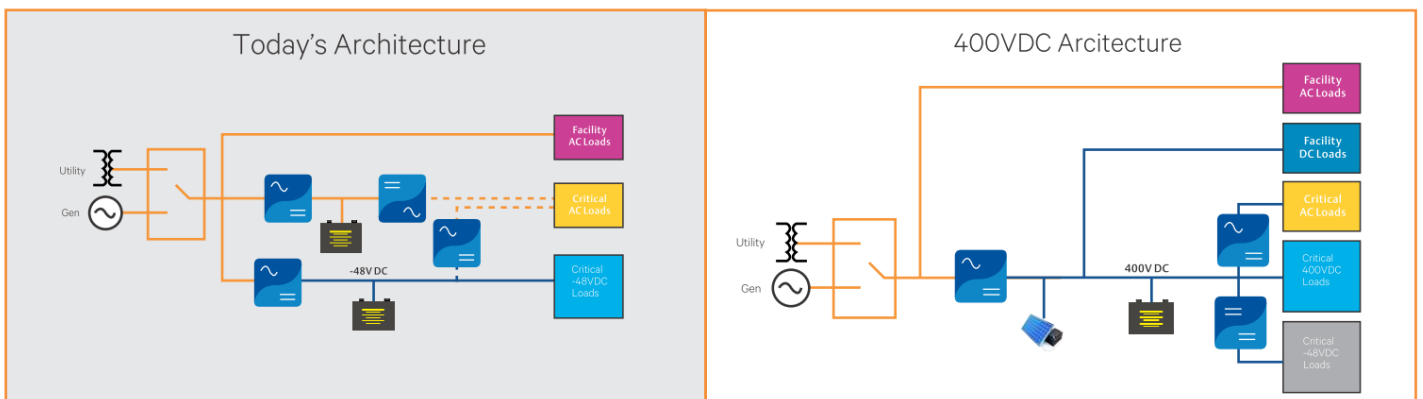 Today's Architecture
Facility
AC Loads
Utility
Gen
Critical
AC Loads
-48V DC
Critical
-48VDC
Loads
400VDC Arcitecture
Facility
AC Loads
Facility
DC Loads
Critical
AC Loads
Utility
Gen
400V DC
Critical
400VDC
Loads
Critical
-48VDC
Loads